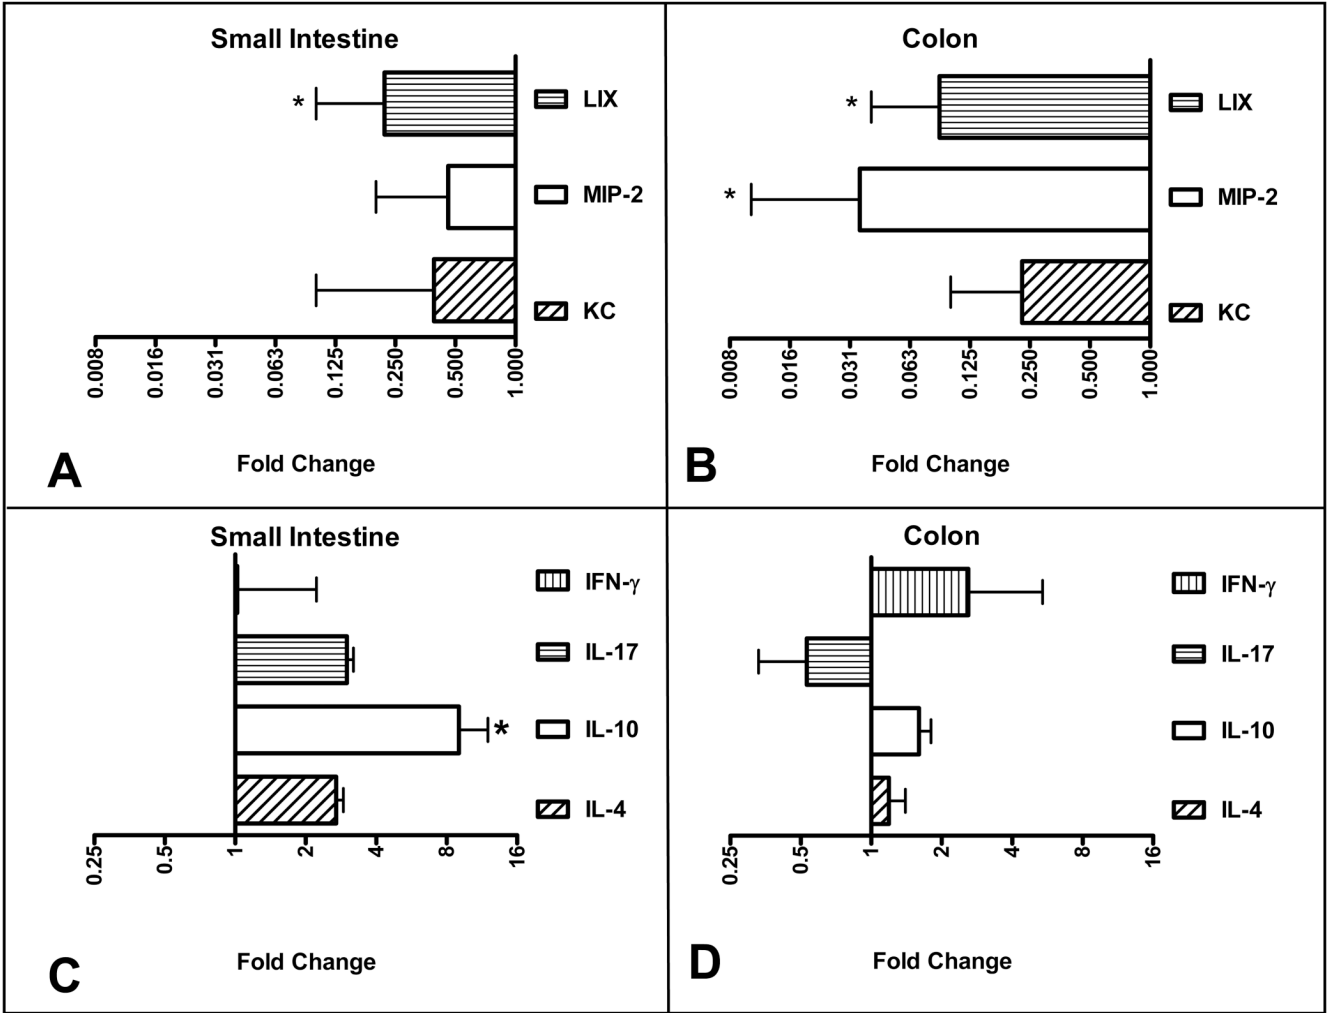 Small Intestine
* LIX
MIP-2
KC
0.008 0.016 0.031 0.063 0.125 0.250 0.500 1.000
Fold Change
A
Colon
* LIX
* MIP-2
KC
0.008 0.016 0.031 0.063 0.125 0.250 0.500 1.000
Fold Change
B
Small Intestine
IFN-γ
IL-17
* IL-10
IL-4
0.25 0.5 1 2 4 8 16
Fold Change
C
Colon
IFN-γ
IL-17
IL-10
IL-4
0.25 0.5 1 2 4 8 16
Fold Change
D